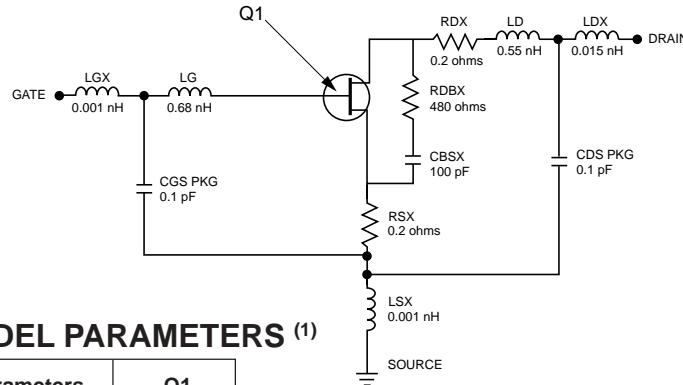 Q1
RDX
0.2 ohms
LD
0.55 nH
LDX
0.015 nH
DRAIN
LGX
0.001 nH
LG
0.68 nH
GATE
RDBX
480 ohms
CBSX
100 pF
CGS PKG
0.1 pF
CDS PKG
0.1 pF
RSX
0.2 ohms
LSX
0.001 nH
SOURCE
DEL PARAMETERS (1)
Q1